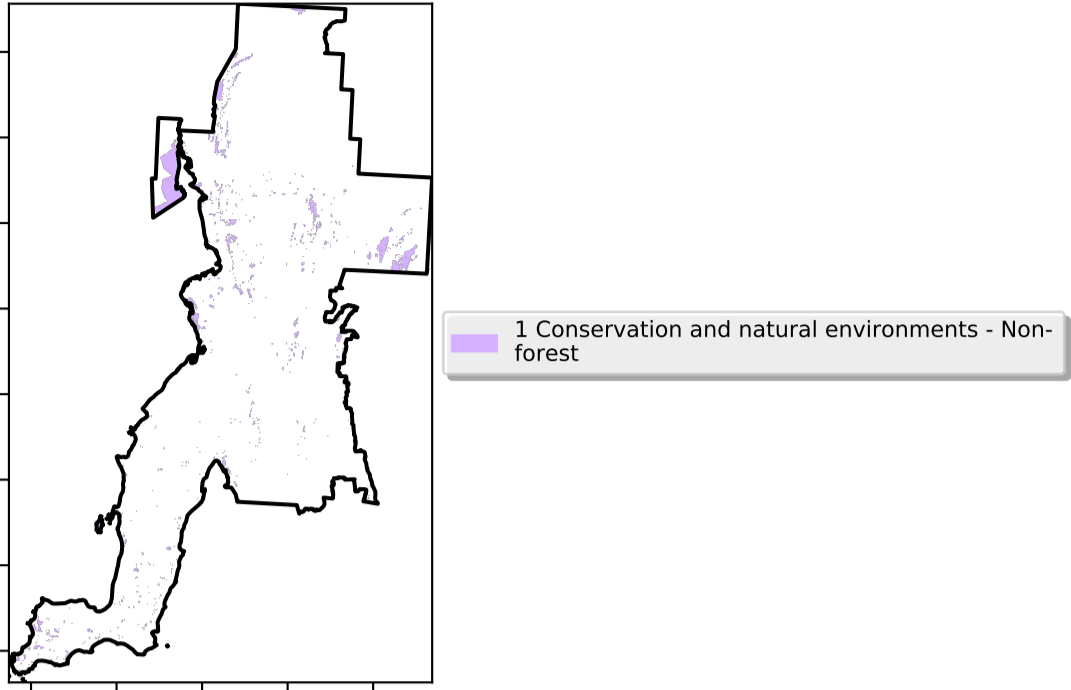 1 Conservation and natural environments - Non-
forest